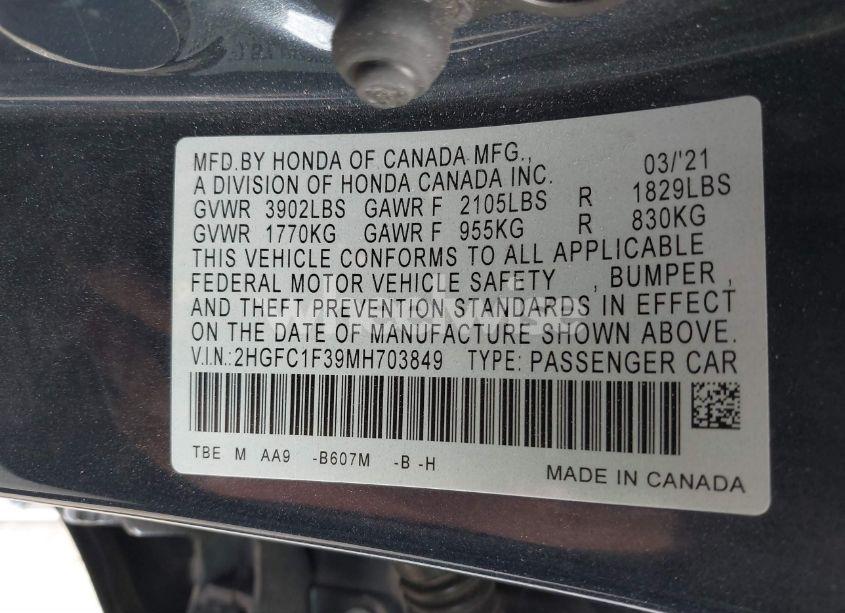 MFD.BY HONDA OF CANADA MFG., 03/'21
A DIVISION OF HONDA CANADA INC.
GVWR 3902LBS GAWR F 2105LBS R 1829LBS
GVWR 1770KG GAWR F 955KG R 830KG
THIS VEHICLE CONFORMS TO ALL APPLICABLE
FEDERAL MOTOR VEHICLE SAFETY , BUMPER ,
AND THEFT PREVENTION STANDARDS IN EFFECT
ON THE DATE OF MANUFACTURE SHOWN ABOVE.
V.I.N.: 2HGFC1F39MH703849 TYPE: PASSENGER CAR
TBE M AA9 -B607M -B -H
MADE IN CANADA